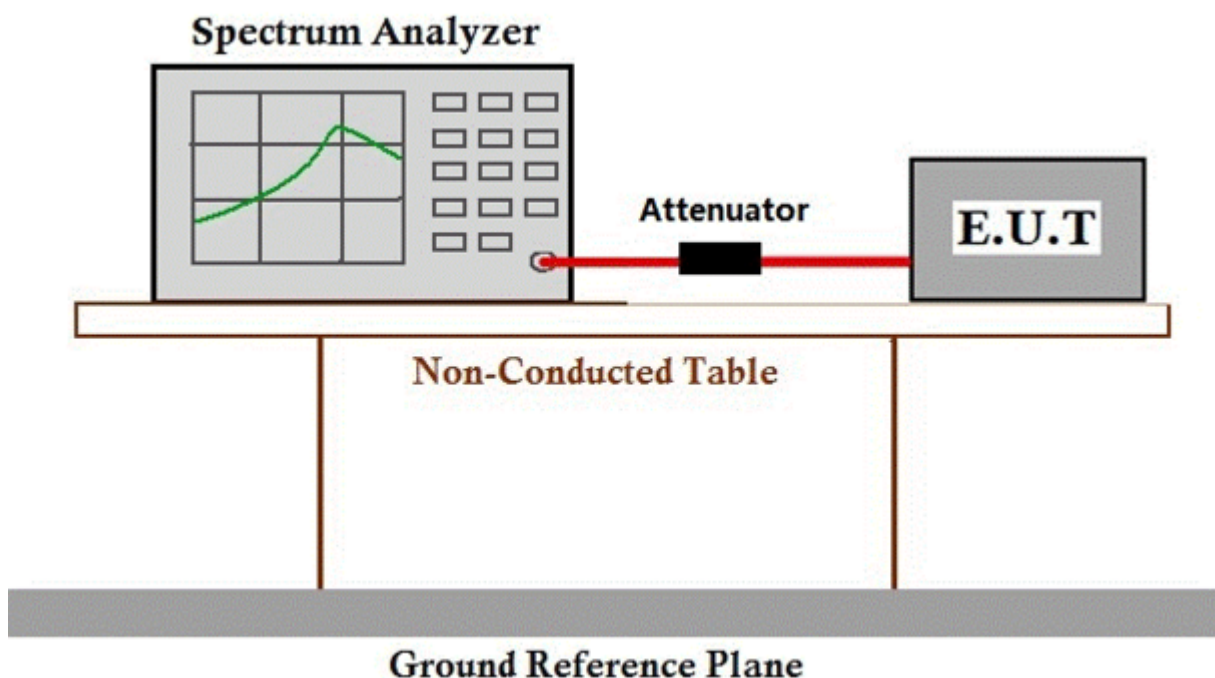 Spectrum Analyzer
Attenuator
E.U.T
Non-Conducted Table
Ground Reference Plane